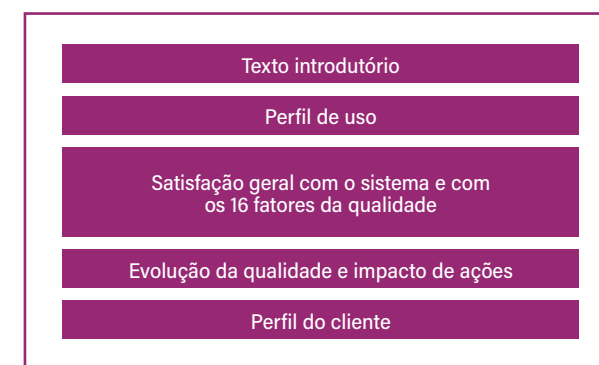 Texto introdutório
Perfil de uso
Satisfação geral com o sistema e com
os 16 fatores da qualidade
Evolução da qualidade e impacto de ações
Perfil do cliente